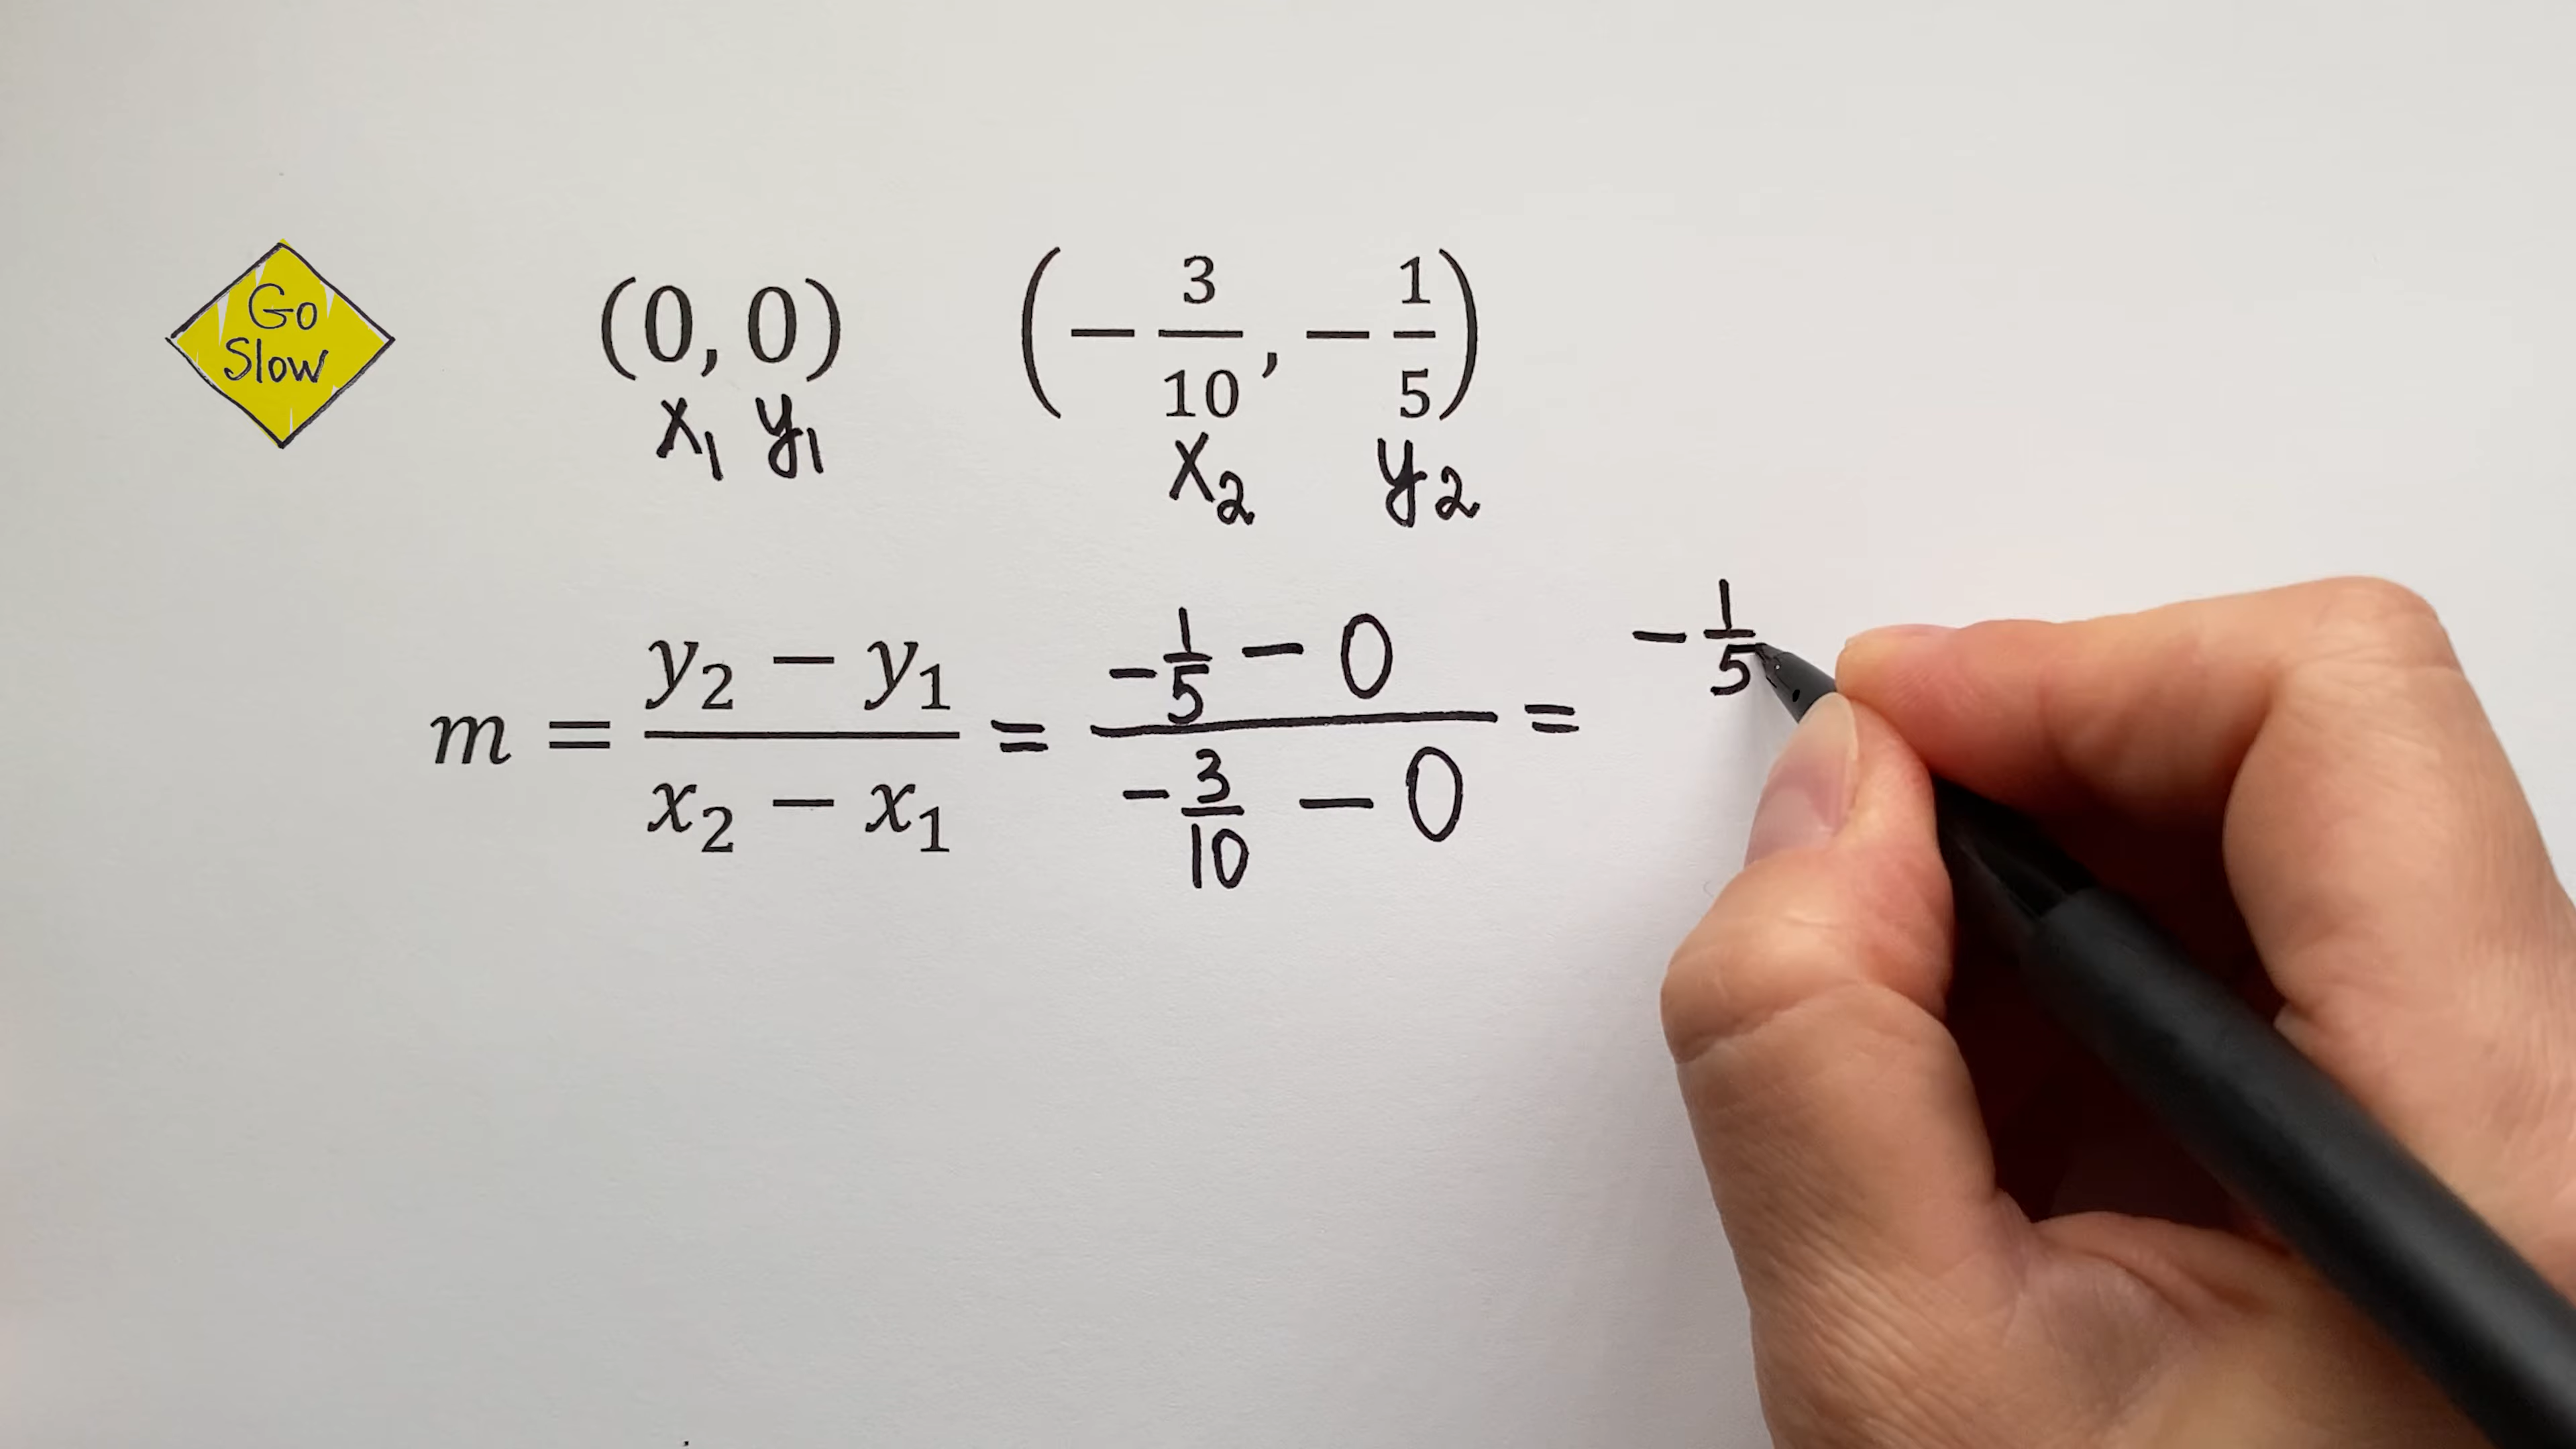 Go
Slow
(0, 0) (-3/10, -1/5)
x₁ y₁ x₂ y₂
m = (y₂ - y₁)/(x₂ - x₁) = (-1/5 - 0)/(-3/10 - 0) = -1/5